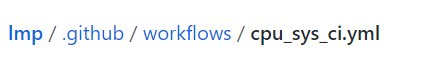 lmp / .github / workflows / cpu_sys_ci.yml